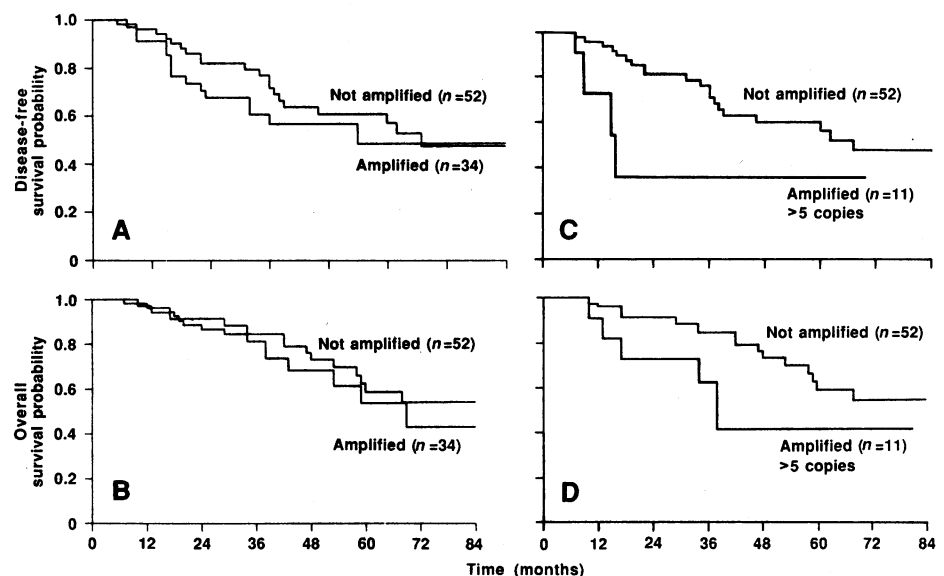 1.0
0.8
0.6
0.4
0.2
0
Disease-free
survival probability
Not amplified (n=52)
Amplified (n=34)
A
Not amplified (n=52)
Amplified (n=11)
>5 copies
C
1.0
0.8
0.6
0.4
0.2
0
Overall
survival probability
Not amplified (n=52)
Amplified (n=34)
B
0 12 24 36 48 60 72 84
Not amplified (n=52)
Amplified (n=11)
>5 copies
D
0 12 24 36 48 60 72 84
Time (months)